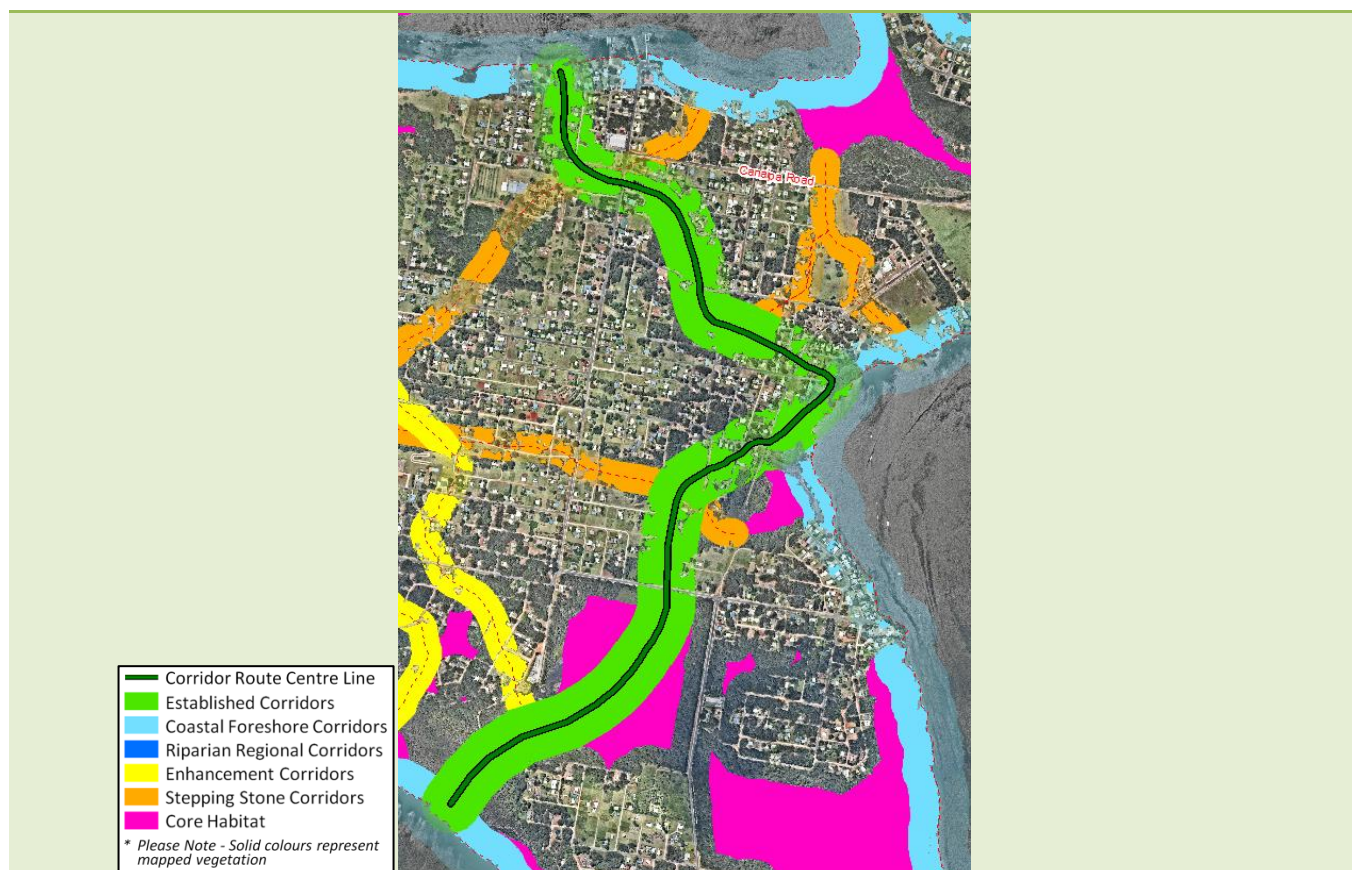 Canaipa Road
Corridor Route Centre Line
Established Corridors
Coastal Foreshore Corridors
Riparian Regional Corridors
Enhancement Corridors
Stepping Stone Corridors
Core Habitat
* Please Note - Solid colours represent
mapped vegetation